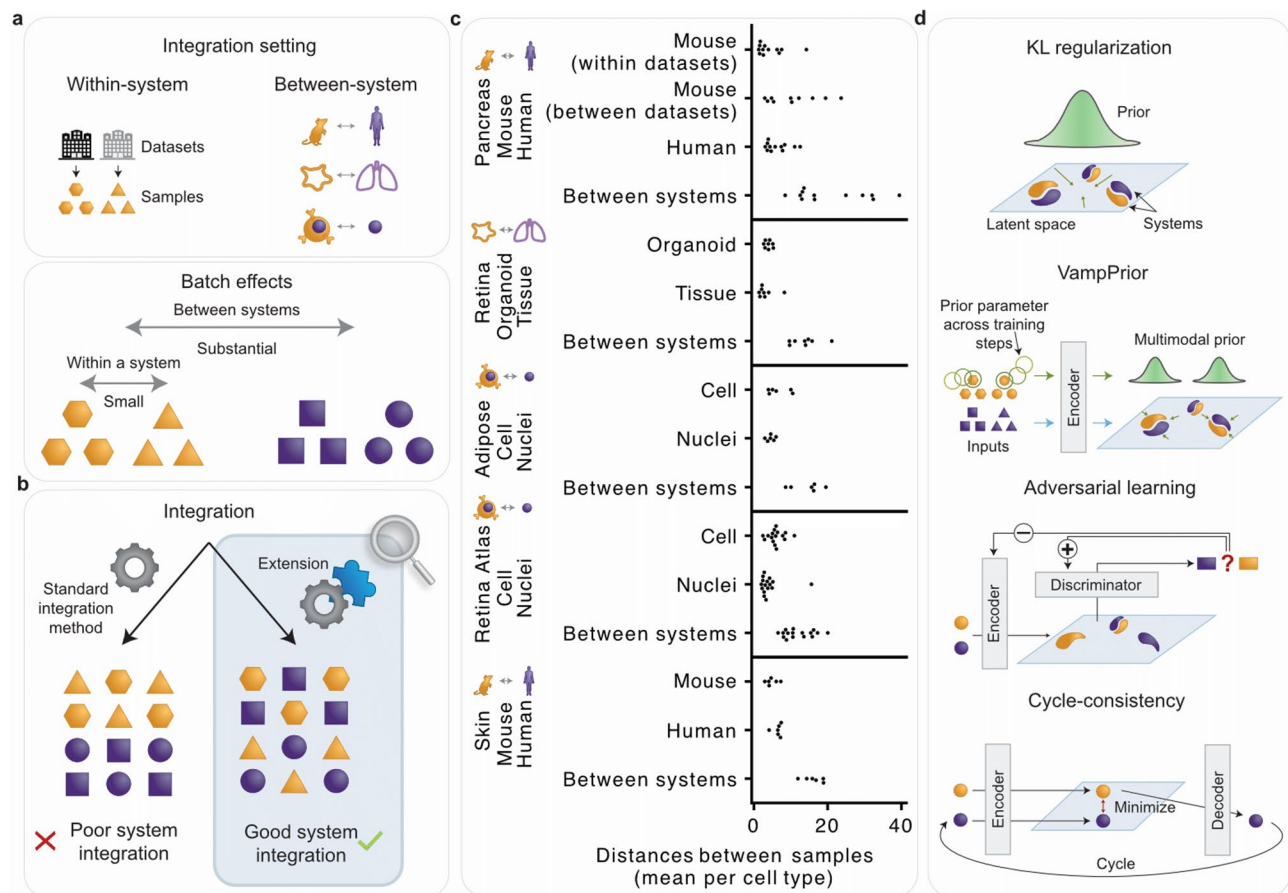 a
Integration setting
Within-system
Between-system
Datasets
Samples
Batch effects
Between systems
Substantial
Within a system
Small
b
Integration
Standard
integration
method
Extension
Poor system
integration
Good system
integration
c
Pancreas
Mouse
Human
Mouse
(within datasets)
Mouse
(between datasets)
Human
Between systems
Retina
Organoid
Tissue
Organoid
Tissue
Between systems
Adipose
Cell
Nuclei
Cell
Nuclei
Between systems
Retina Atlas
Cell
Nuclei
Cell
Nuclei
Between systems
Skin
Mouse
Human
Mouse
Human
Between systems
0 20 40
Distances between samples
(mean per cell type)
d
KL regularization
Prior
Latent space
Systems
VampPrior
Prior parameter
across training
steps
Encoder
Multimodal prior
Inputs
Adversarial learning
−
+
?
Discriminator
Encoder
Cycle-consistency
Encoder
Minimize
Decoder
Cycle